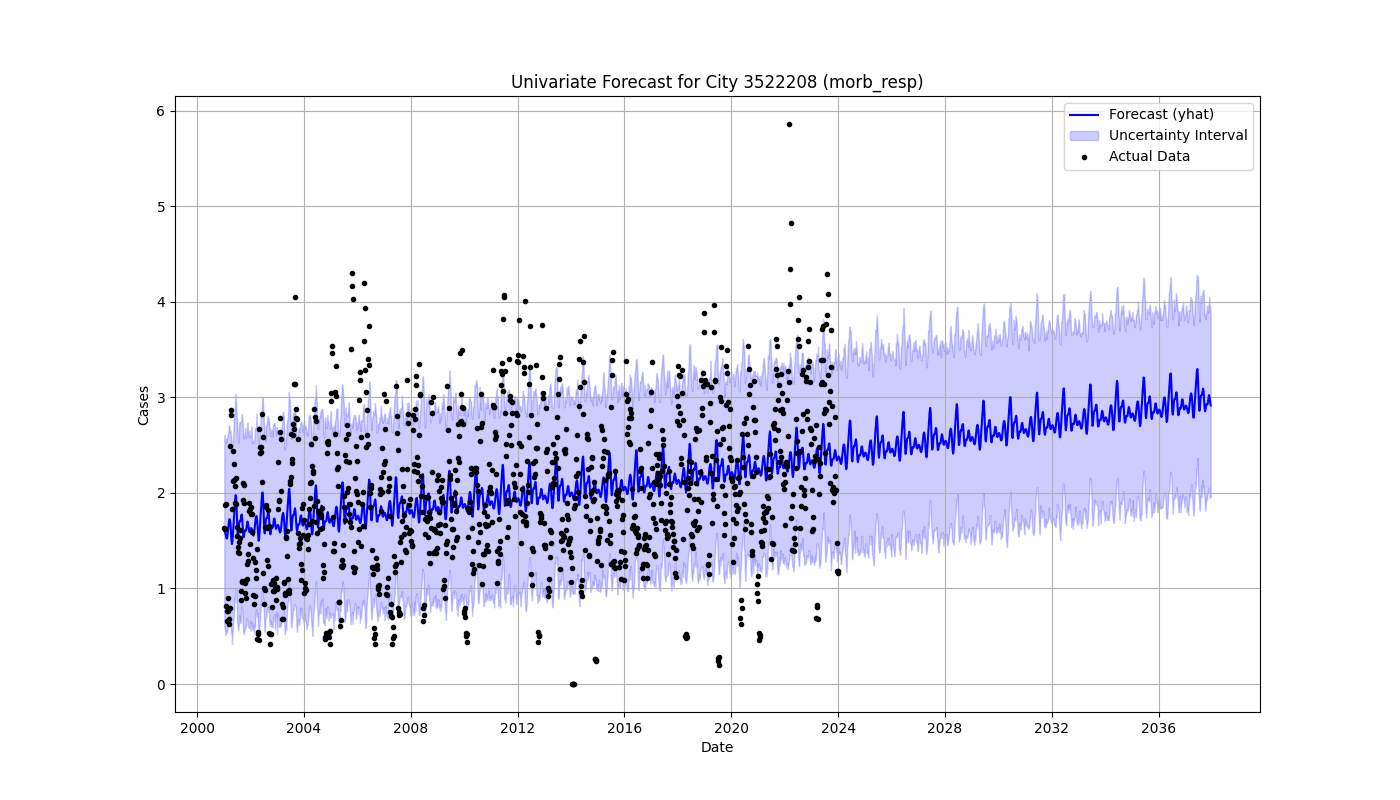 Univariate Forecast for City 3522208 (morb_resp)
Forecast (yhat)
Uncertainty Interval
Actual Data
Cases
6
5
4
3
2
1
0
2000
2004
2008
2012
2016
2020
2024
2028
2032
2036
Date